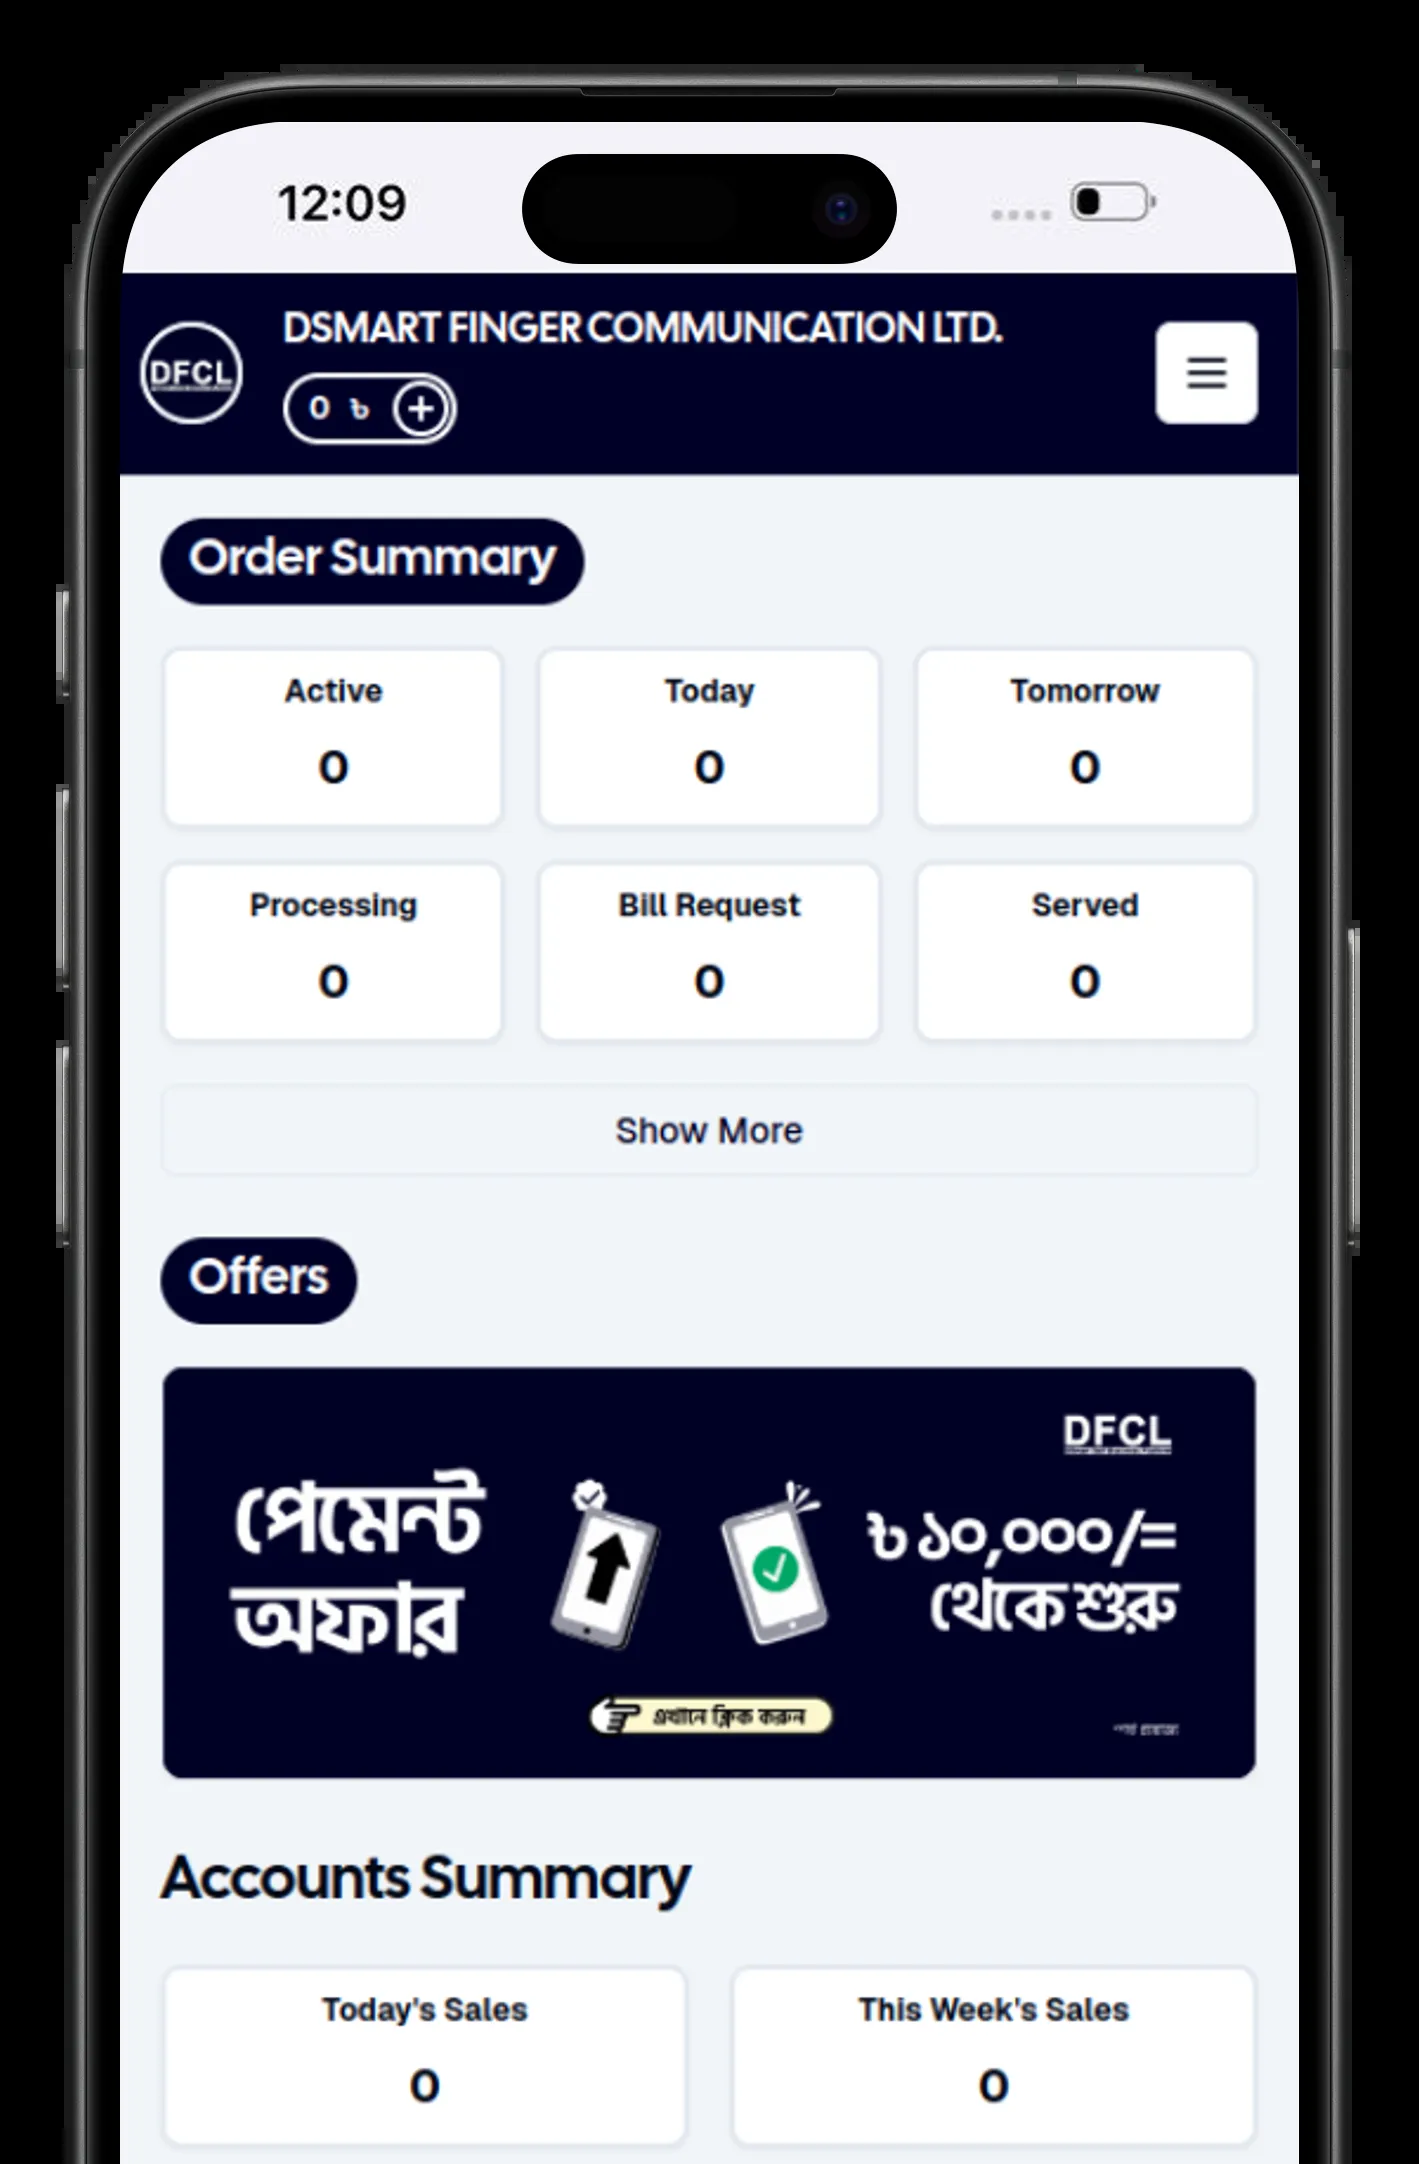 12:09
DSMART FINGER COMMUNICATION LTD.
DFCL
0 ৳ +
Order Summary
Active Today Tomorrow
0 0 0
Processing Bill Request Served
0 0 0
Show More
Offers
DFCL
পেমেন্ট
অফার
৳ ১০,০০০/=
থেকে শুরু
এখানে ক্লিক করুন
Accounts Summary
Today's Sales This Week's Sales
0 0